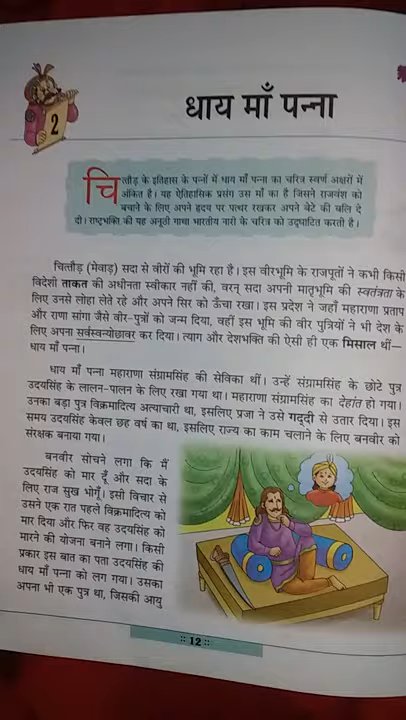 2
धाय माँ पन्ना
चित्तौड़ के इतिहास के पन्नों में धाय माँ पन्ना का चरित्र स्वर्ण अक्षरों में
अंकित है। यह ऐतिहासिक प्रसंग उस माँ का है जिसने राजवंश को
बचाने के लिए अपने हृदय पर पत्थर रखकर अपने बेटे की बलि दे
दी। राष्ट्रभक्ति की यह अनूठी गाथा भारतीय नारी के चरित्र को उद्घाटित करती है।
चित्तौड़ (मेवाड़) सदा से वीरों की भूमि रहा है। इस वीरभूमि के राजपूतों ने कभी किसी
विदेशी ताकत की अधीनता स्वीकार नहीं की, वरन् सदा अपनी मातृभूमि की स्वतंत्रता के
लिए उनसे लोहा लेते रहे और अपने सिर को ऊँचा रखा। इस प्रदेश ने जहाँ महाराणा प्रताप
और राणा सांगा जैसे वीर-पुत्रों को जन्म दिया, वहाँ इस भूमि की वीर पुत्रियों ने भी देश के
लिए अपना सर्वस्वन्योछावर कर दिया। त्याग और देशभक्ति की ऐसी ही एक मिसाल थीं—
धाय माँ पन्ना।
धाय माँ पन्ना महाराणा संग्रामसिंह की सेविका थीं। उन्हें संग्रामसिंह के छोटे पुत्र
उदयसिंह के लालन-पालन के लिए रखा गया था। महाराणा संग्रामसिंह का देहांत हो गया।
उनका बड़ा पुत्र विक्रमादित्य अत्याचारी था, इसलिए प्रजा ने उसे गद्दी से उतार दिया। इस
समय उदयसिंह केवल छह वर्ष का था, इसलिए राज्य का काम चलाने के लिए बनवीर को
संरक्षक बनाया गया।
बनवीर सोचने लगा कि मैं
उदयसिंह को मार दूँ और सदा के
लिए राज सुख भोगूँ। इसी विचार से
उसने एक रात पहले विक्रमादित्य को
मार दिया और फिर वह उदयसिंह को
मारने की योजना बनाने लगा। किसी
प्रकार इस बात का पता उदयसिंह की
धाय माँ पन्ना को लग गया। उसका
अपना भी एक पुत्र था, जिसकी आयु
:: 12 ::